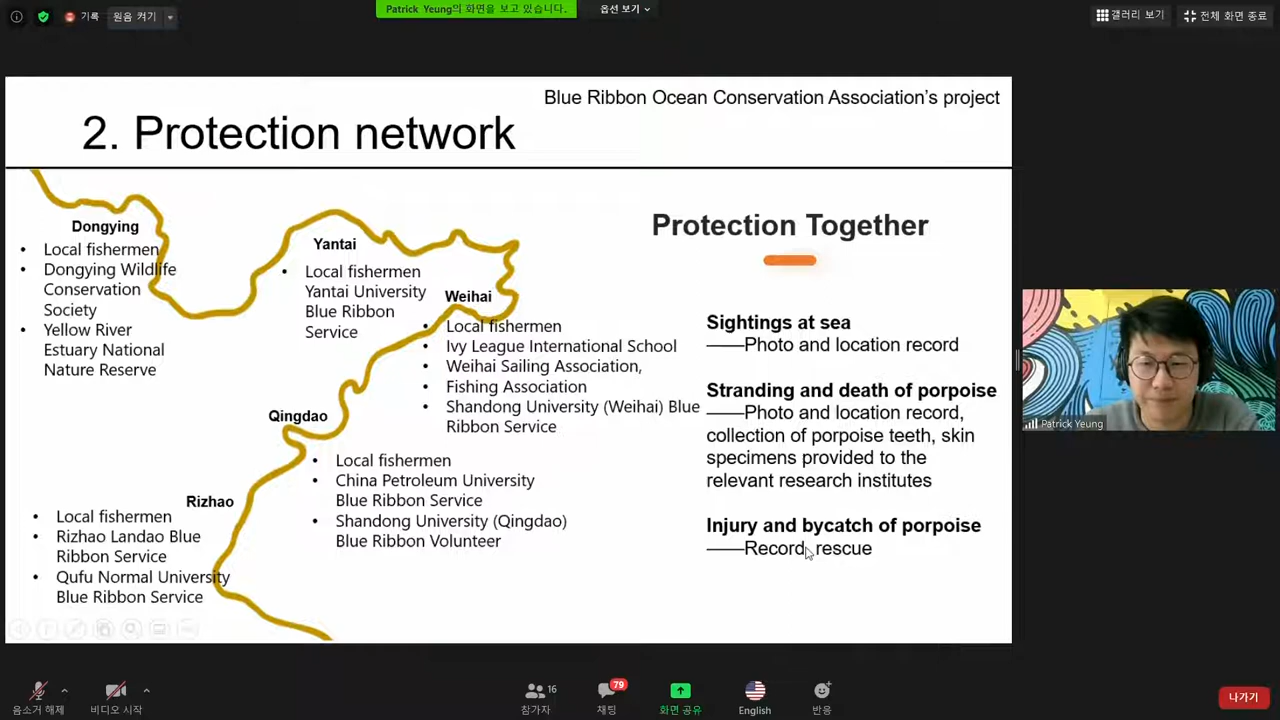 기록
원음 켜기
Patrick Yeung의 화면을 보고 있습니다.
옵션 보기
갤러리 보기
전체 화면 종료
Blue Ribbon Ocean Conservation Association's project
2. Protection network
Dongying
• Local fishermen
• Dongying Wildlife
Conservation
Society
• Yellow River
Estuary National
Nature Reserve
Yantai
• Local fishermen
Yantai University
Blue Ribbon
Service
Weihai
• Local fishermen
• Ivy League International School
• Weihai Sailing Association,
• Fishing Association
• Shandong University (Weihai) Blue
Ribbon Service
Qingdao
• Local fishermen
• China Petroleum University
Blue Ribbon Service
• Shandong University (Qingdao)
Blue Ribbon Volunteer
Rizhao
• Local fishermen
• Rizhao Landao Blue
Ribbon Service
• Qufu Normal University
Blue Ribbon Service
Protection Together
Sightings at sea
——Photo and location record
Stranding and death of porpoise
——Photo and location record,
collection of porpoise teeth, skin
specimens provided to the
relevant research institutes
Injury and bycatch of porpoise
——Record, rescue
Patrick Yeung
음소거 해제
비디오 시작
16
참가자
79
채팅
화면 공유
English
반응
나가기